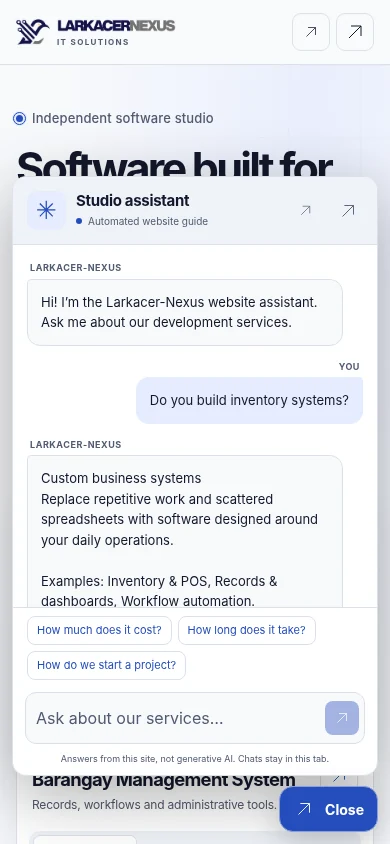 LARKACERNEXUS
IT SOLUTIONS
Independent software studio
Software built for
Studio assistant
Automated website guide
LARKACER-NEXUS
Hi! I’m the Larkacer-Nexus website assistant.
Ask me about our development services.
YOU
Do you build inventory systems?
LARKACER-NEXUS
Custom business systems
Replace repetitive work and scattered
spreadsheets with software designed around
your daily operations.
Examples: Inventory & POS, Records &
dashboards, Workflow automation.
How much does it cost?
How long does it take?
How do we start a project?
Ask about our services...
Answers from this site, not generative AI. Chats stay in this tab.
Barangay Management System
Records, workflows and administrative tools.
Close